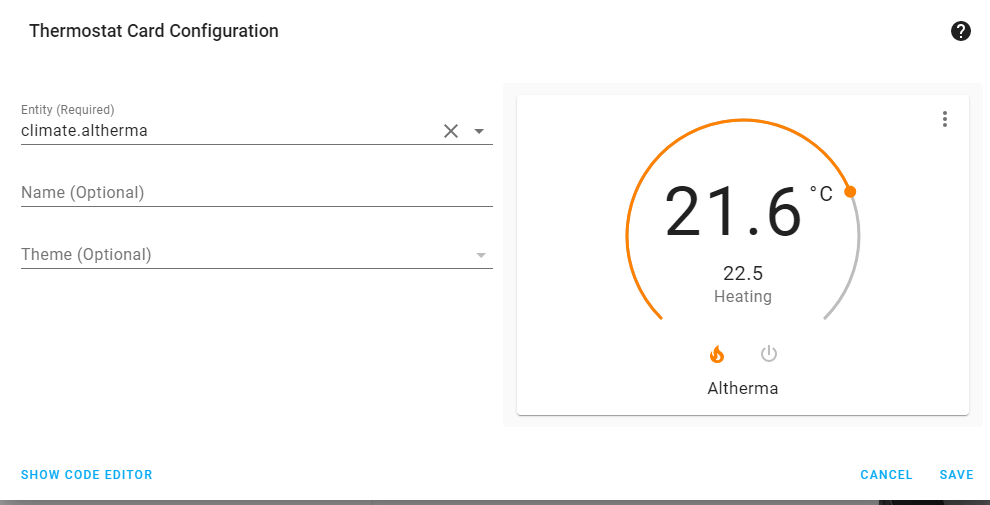 Thermostat Card Configuration
Entity (Required)
climate.altherma
Name (Optional)
Theme (Optional)
21.6 °C
22.5
Heating
Altherma
SHOW CODE EDITOR
CANCEL
SAVE